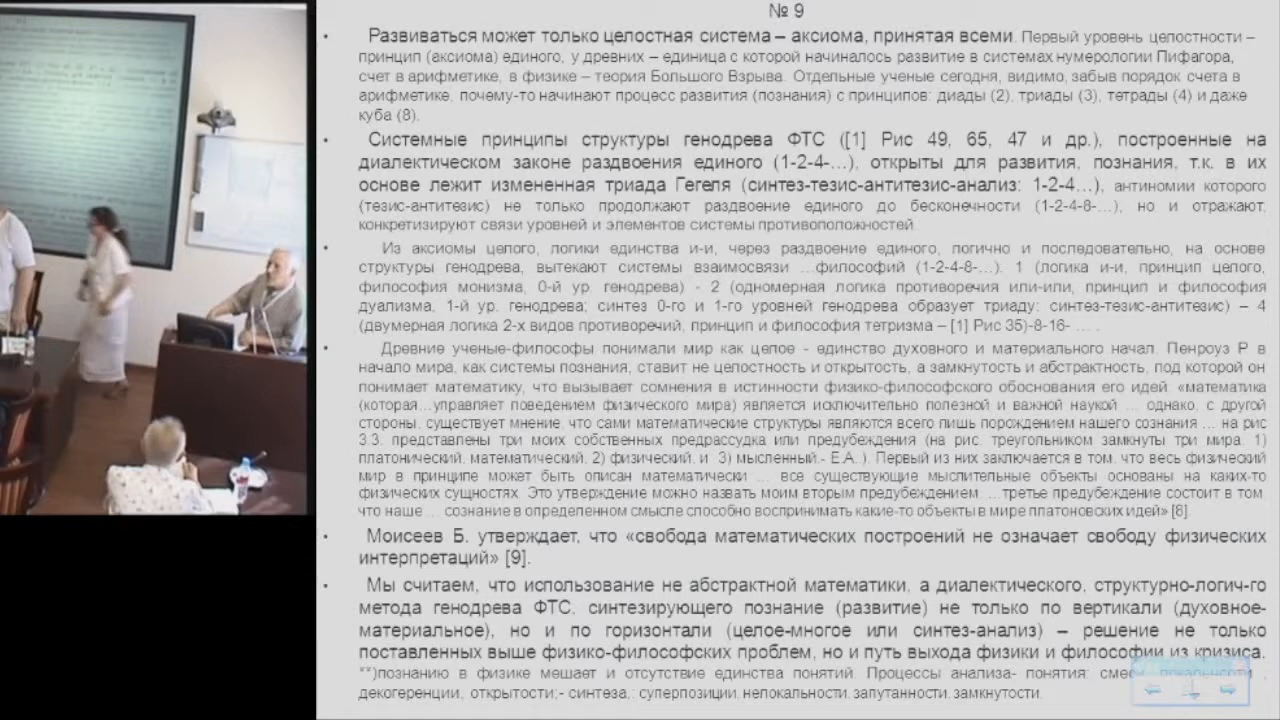 № 9
• Развиваться может только целостная система – аксиома, принятая всеми. Первый уровень целостности –
принцип (аксиома) единого, у древних – единица с которой начиналось развитие в системах нумерологии Пифагора,
счет в арифметике, в физике – теория Большого Взрыва. Отдельные ученые сегодня, видимо, забыв порядок счета в
арифметике, почему-то начинают процесс развития (познания) с принципов: диады (2), триады (3), тетрады (4) и даже
куба (8).
• Системные принципы структуры генодрева ФТС ([1] Рис 49, 65, 47 и др.), построенные на
диалектическом законе раздвоения единого (1-2-4-…), открыты для развития, познания, т.к. в их
основе лежит измененная триада Гегеля (синтез-тезис-антитезис-анализ: 1-2-4…), антиномии которого
(тезис-антитезис) не только продолжают раздвоение единого до бесконечности (1-2-4-8-…), но и отражают,
конкретизируют связи уровней и элементов системы противоположностей.
• Из аксиомы целого, логики единства и-и, через раздвоение единого, логично и последовательно, на основе
структуры генодрева, вытекают системы взаимосвязи …философий (1-2-4-8-…). 1 (логика и-и, принцип целого,
философия монизма, 0-й ур. генодрева) - 2 (одномерная логика противоречия или-или, принцип и философия
дуализма, 1-й ур. генодрева; синтез 0-го и 1-го уровней генодрева образует триаду: синтез-тезис-антитезис) – 4
(двумерная логика 2-х видов противоречий, принцип и философия тетризма – [1] Рис 35)-8-16- … .
• Древние ученые-философы понимали мир как целое - единство духовного и материального начал. Пенроуз Р в
начало мира, как системы познания, ставит не целостность и открытость, а замкнутость и абстрактность, под которой он
понимает математику, что вызывает сомнения в истинности физико-философского обоснования его идей: «математика
(которая…управляет поведением физического мира) является исключительно полезной и важной наукой … однако, с другой
стороны, существует мнение, что сами математические структуры являются всего лишь порождением нашего сознания … на рис
3.3. представлены три моих собственных предрассудка или предубеждения (на рис. треугольником замкнуты три мира: 1)
платонический, математический, 2) физический, и 3) мысленный,- Е.А. ). Первый из них заключается в том, что весь физический
мир в принципе может быть описан математически … все существующие мыслительные объекты основаны на каких-то
физических сущностях. Это утверждение можно назвать моим вторым предубеждением. …третье предубеждение состоит в том,
что наше … сознание в определенном смысле способно воспринимать какие-то объекты в мире платоновских идей» [8].
• Моисеев Б. утверждает, что «свобода математических построений не означает свободу физических
интерпретаций» [9].
• Мы считаем, что использование не абстрактной математики, а диалектического, структурно-логич-го
метода генодрева ФТС, синтезирующего познание (развитие) не только по вертикали (духовное-
материальное), но и по горизонтали (целое-многое или синтез-анализ) – решение не только
поставленных выше физико-философских проблем, но и путь выхода физики и философии из кризиса.
**)познанию в физике мешает и отсутствие единства понятий. Процессы анализа- понятия:
декогеренции, открытости;- синтеза,: суперпозиции, нелокальности, запутанности, замкнутости.